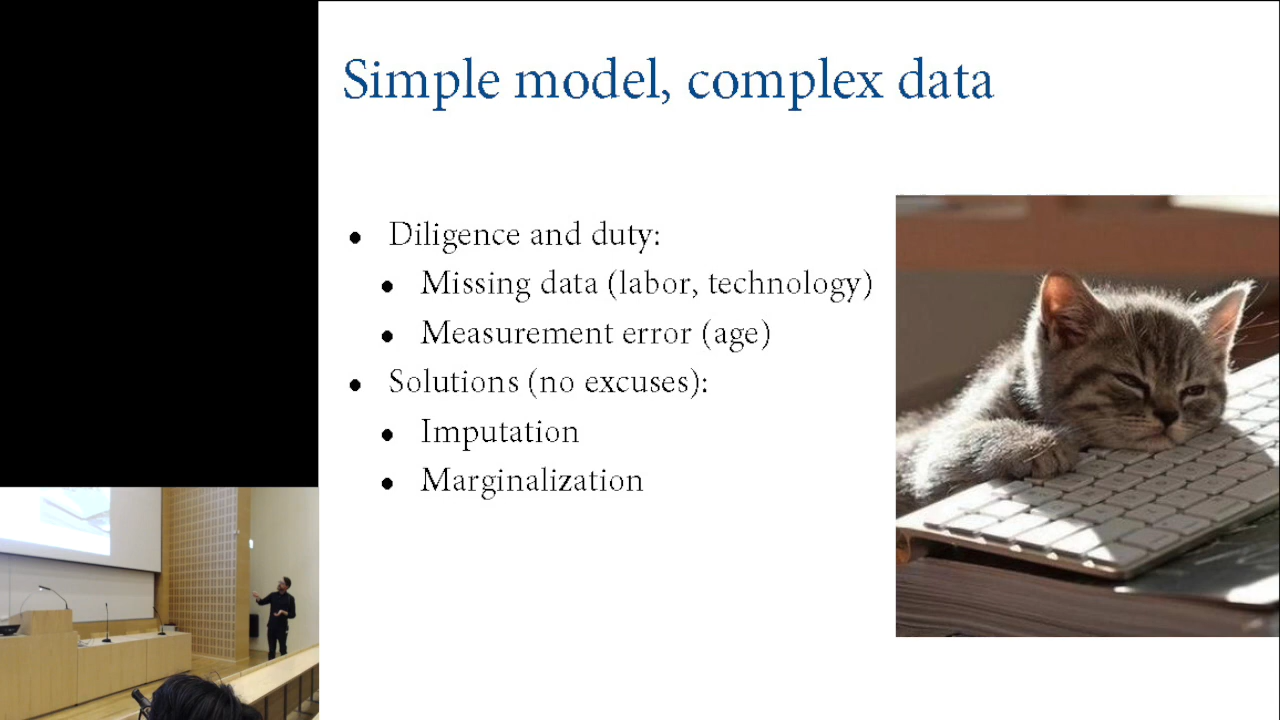 Simple model, complex data
• Diligence and duty:
• Missing data (labor, technology)
• Measurement error (age)
• Solutions (no excuses):
• Imputation
• Marginalization